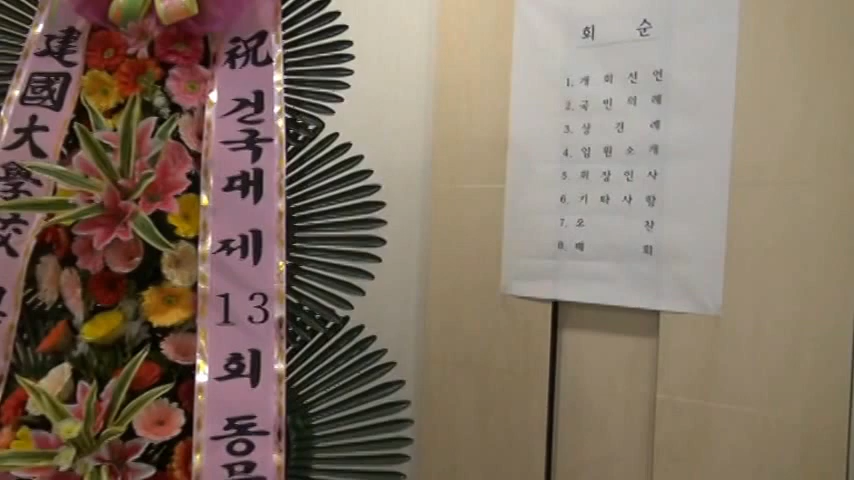 建國大學校
祝 건국대 제 13 회 동문
회 순
1. 개 회 선 언
2. 국 민 의 례
3. 상 견 례
4. 임 원 소 개
5. 회 장 인 사
6. 기 타 사 항
7. 오 찬
8. 폐 회